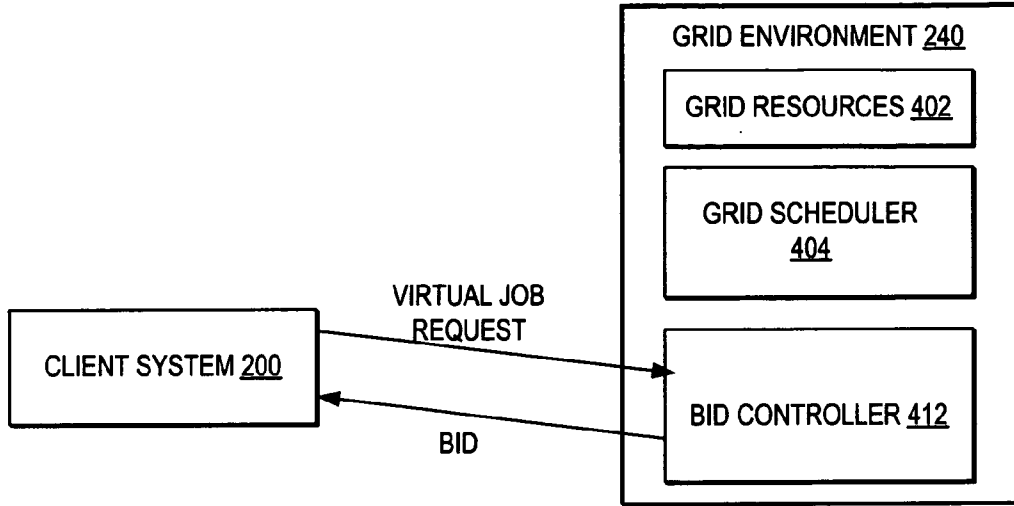 GRID ENVIRONMENT 240
GRID RESOURCES 402
GRID SCHEDULER
404
VIRTUAL JOB
REQUEST
CLIENT SYSTEM 200
BID CONTROLLER 412
BID